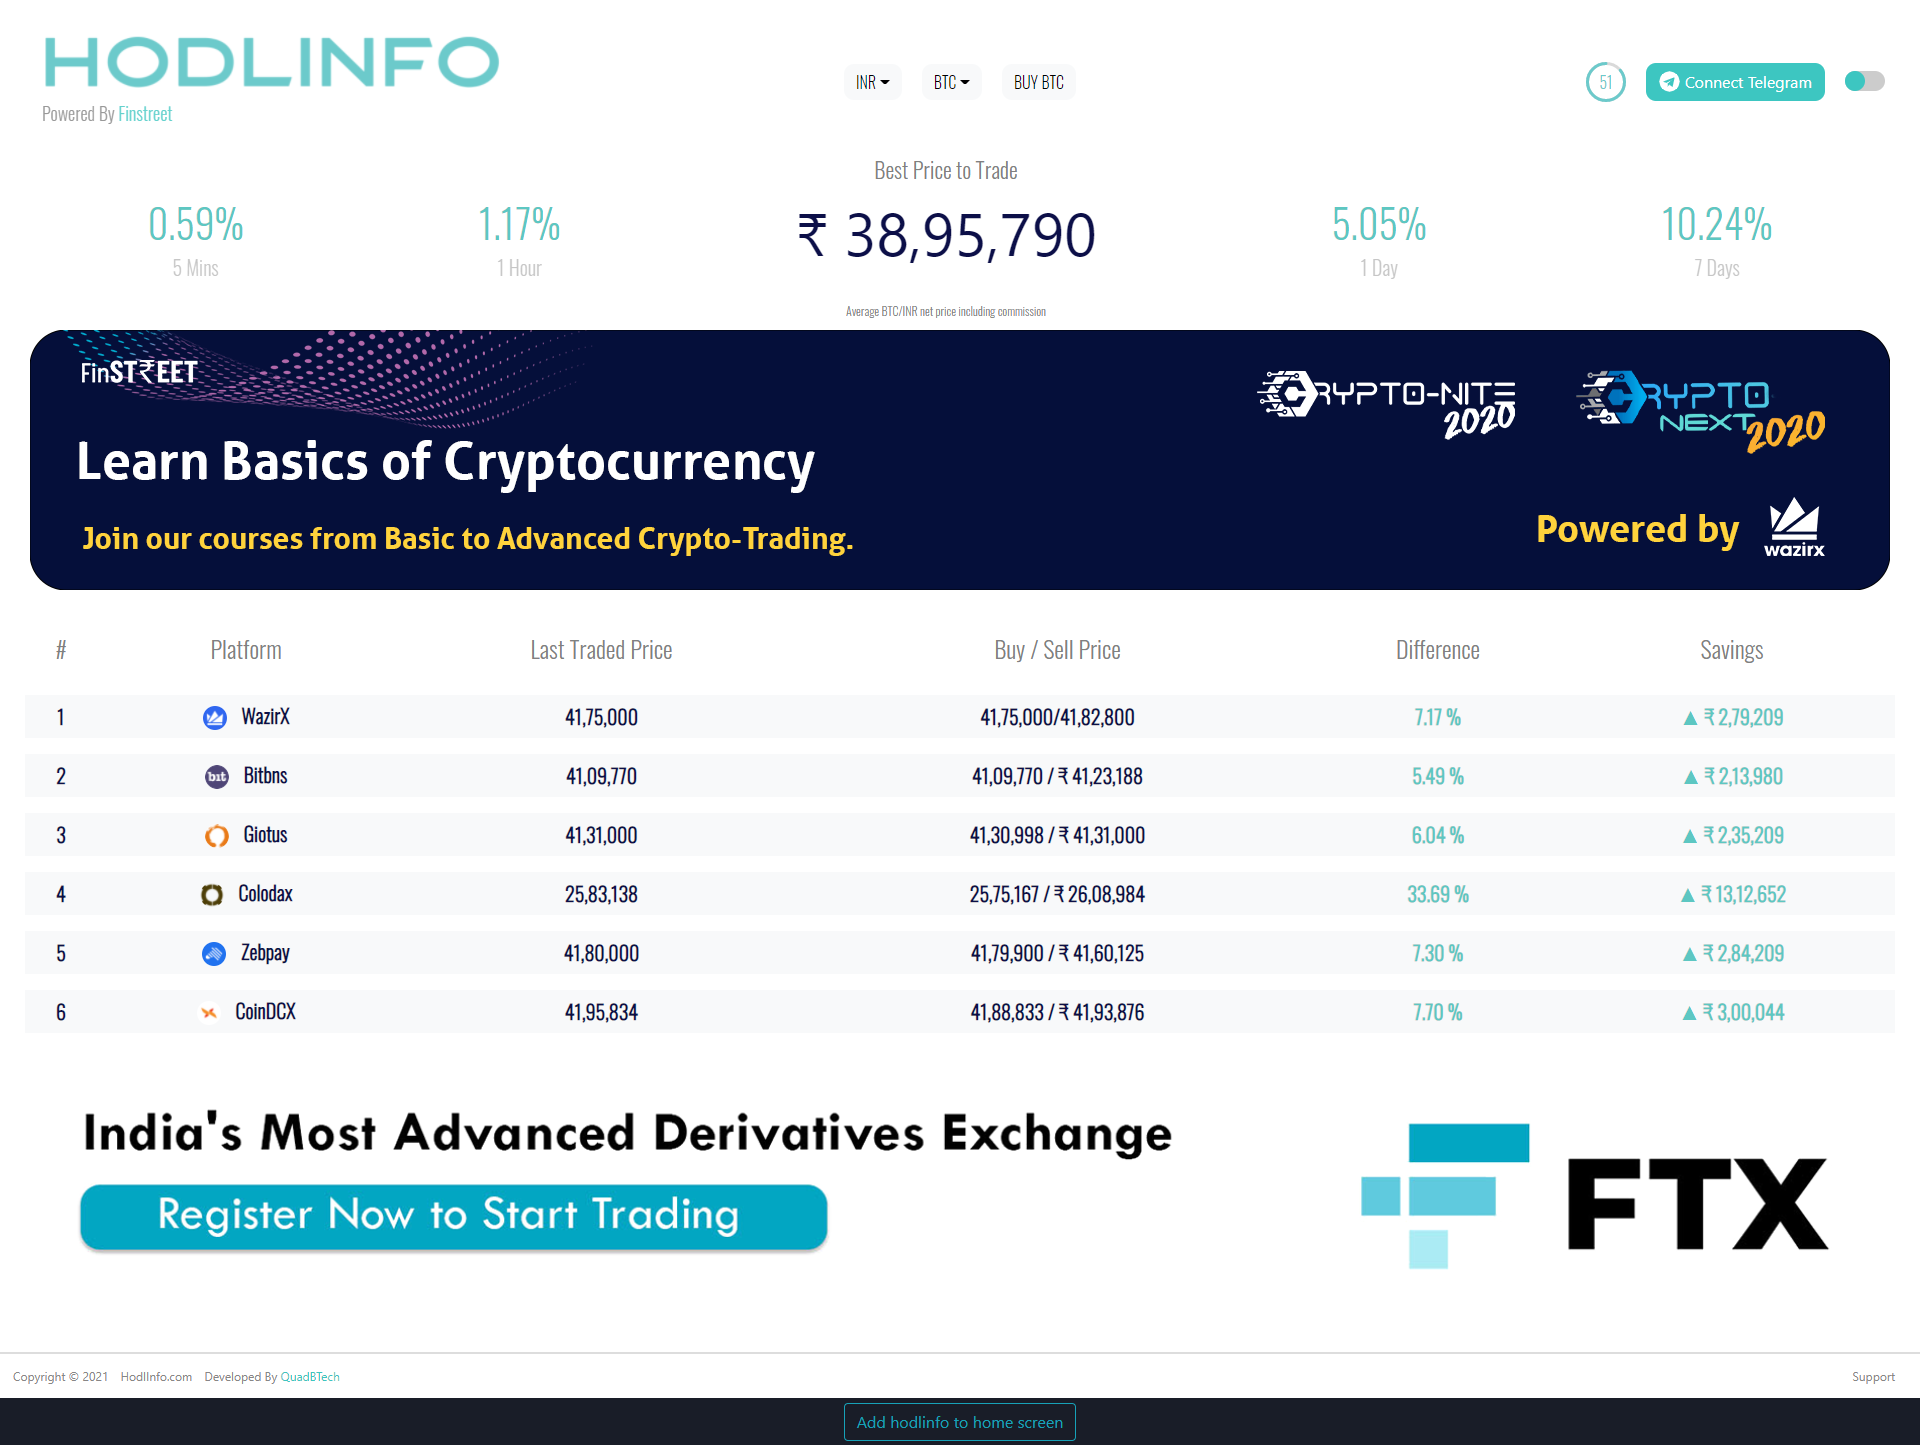 HODLINFO
Powered By Finstreet
INR
BTC
BUY BTC
51
Connect Telegram
Best Price to Trade
0.59%
5 Mins
1.17%
1 Hour
₹ 38,95,790
5.05%
1 Day
10.24%
7 Days
Average BTC/INR net price including commission
FinST₹EET
CRYPTO-NITE 2020
CRYPTO NEXT 2020
Learn Basics of Cryptocurrency
Join our courses from Basic to Advanced Crypto-Trading.
Powered by wazirx
# Platform Last Traded Price Buy / Sell Price Difference Savings
1 WazirX 41,75,000 41,75,000/41,82,800 7.17 % ▲ ₹ 2,79,209
2 bit Bitbns 41,09,770 41,09,770 / ₹ 41,23,188 5.49 % ▲ ₹ 2,13,980
3 Giotus 41,31,000 41,30,998 / ₹ 41,31,000 6.04 % ▲ ₹ 2,35,209
4 Colodax 25,83,138 25,75,167 / ₹ 26,08,984 33.69 % ▲ ₹ 13,12,652
5 Zebpay 41,80,000 41,79,900 / ₹ 41,60,125 7.30 % ▲ ₹ 2,84,209
6 CoinDCX 41,95,834 41,88,833 / ₹ 41,93,876 7.70 % ▲ ₹ 3,00,044
India's Most Advanced Derivatives Exchange
Register Now to Start Trading
FTX
Copyright © 2021 HodlInfo.com Developed By QuadBTech Support
Add hodlinfo to home screen